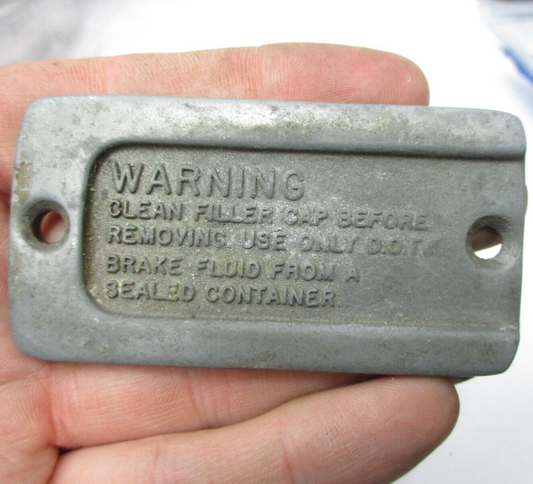 WARNING
CLEAN FILLER CAP BEFORE
REMOVING. USE ONLY D.O.T.
BRAKE FLUID FROM A
SEALED CONTAINER